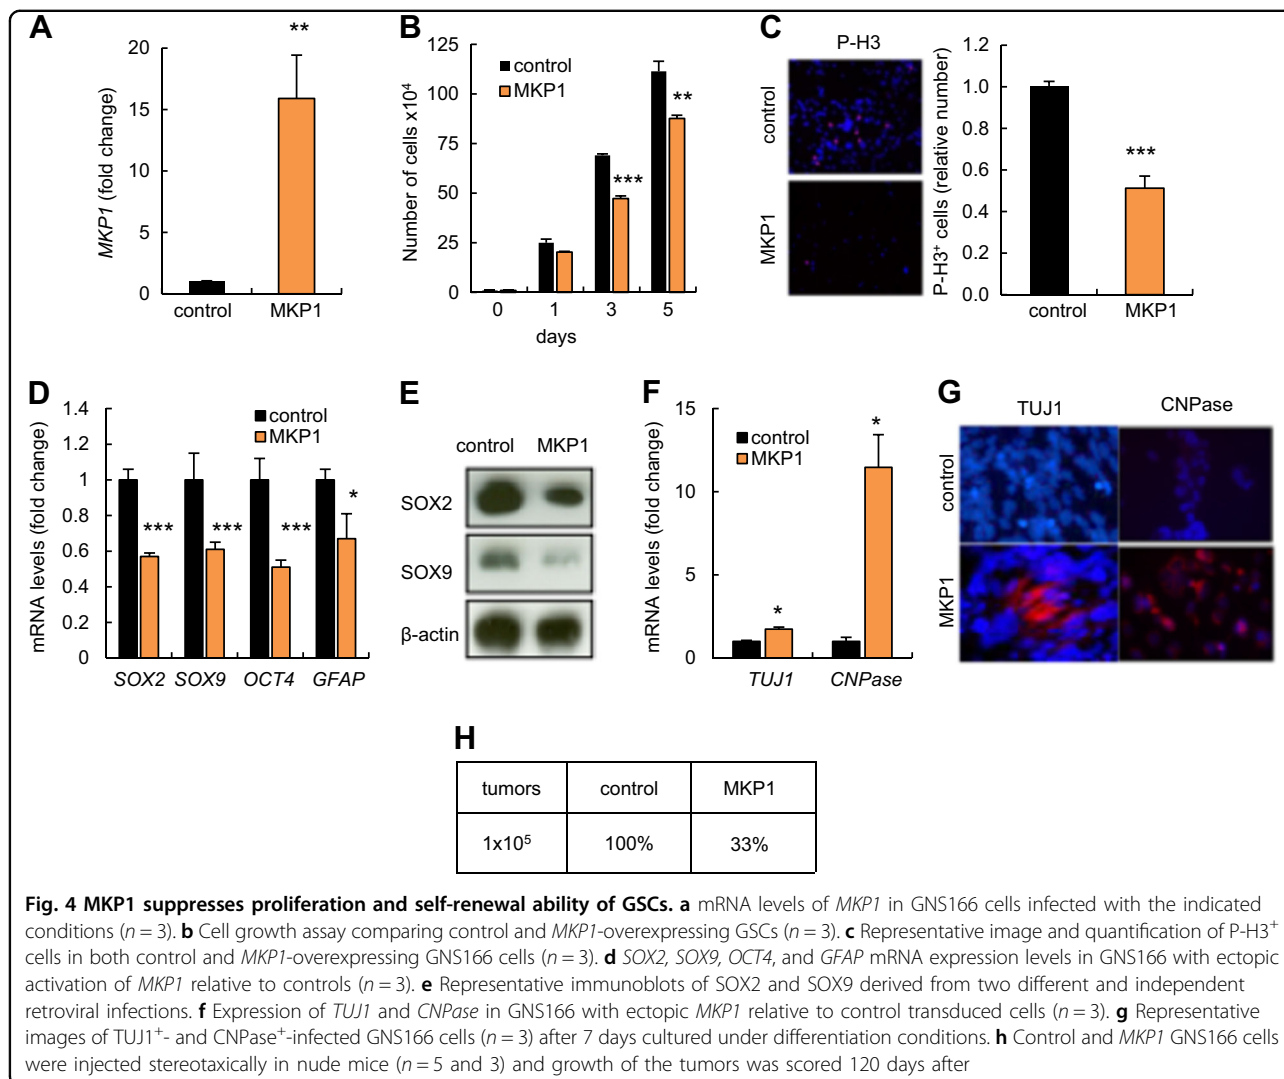 A
**
20
15
10
5
0
MKP1 (fold change)
control MKP1
B
125
100
75
50
25
0
Number of cells x10⁴
control
MKP1
***
**
0 1 3 5
days
C
P-H3
control
MKP1
1.2
1.0
0.8
0.6
0.4
0.2
0.0
P-H3⁺ cells (relative number)
***
control MKP1
D
1.4
1.2
1
0.8
0.6
0.4
0.2
0
mRNA levels (fold change)
control
MKP1
*** *** *** *
SOX2 SOX9 OCT4 GFAP
E
control MKP1
SOX2
SOX9
β-actin
F
15
10
5
0
mRNA levels (fold change)
control
MKP1
*
*
TUJ1 CNPase
G
TUJ1 CNPase
control
MKP1
H
tumors control MKP1
1x10⁵ 100% 33%
Fig. 4 MKP1 suppresses proliferation and self-renewal ability of GSCs. a mRNA levels of MKP1 in GNS166 cells infected with the indicated
conditions (n = 3). b Cell growth assay comparing control and MKP1-overexpressing GSCs (n = 3). c Representative image and quantification of P-H3⁺
cells in both control and MKP1-overexpressing GNS166 cells (n = 3). d SOX2, SOX9, OCT4, and GFAP mRNA expression levels in GNS166 with ectopic
activation of MKP1 relative to controls (n = 3). e Representative immunoblots of SOX2 and SOX9 derived from two different and independent
retroviral infections. f Expression of TUJ1 and CNPase in GNS166 with ectopic MKP1 relative to control transduced cells (n = 3). g Representative
images of TUJ1⁺- and CNPase⁺-infected GNS166 cells (n = 3) after 7 days cultured under differentiation conditions. h Control and MKP1 GNS166 cells
were injected stereotaxically in nude mice (n = 5 and 3) and growth of the tumors was scored 120 days after